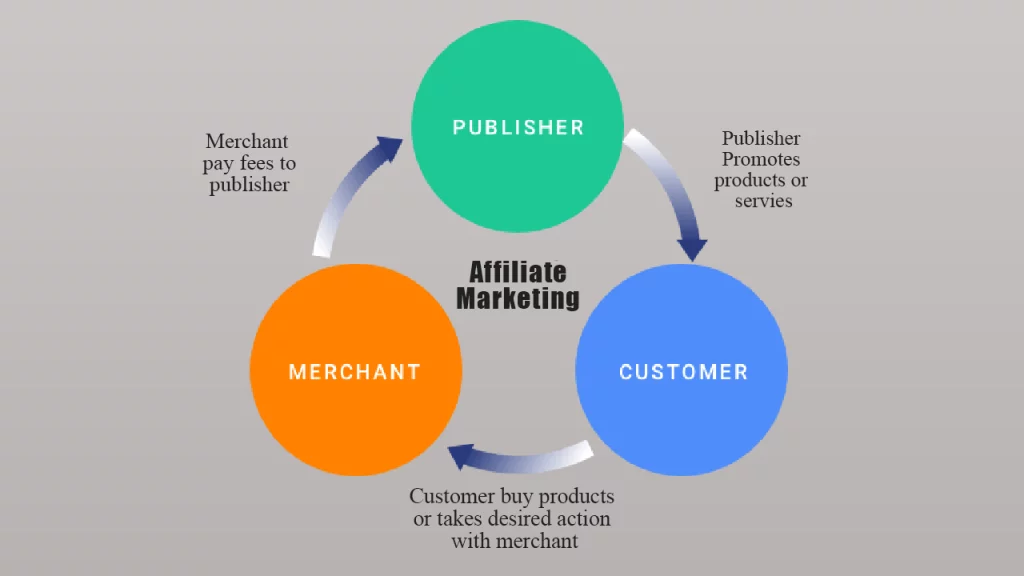 PUBLISHER
Merchant
pay fees to
publisher
Publisher
Promotes
products or
servies
Affiliate
Marketing
MERCHANT
CUSTOMER
Customer buy products
or takes desired action
with merchant